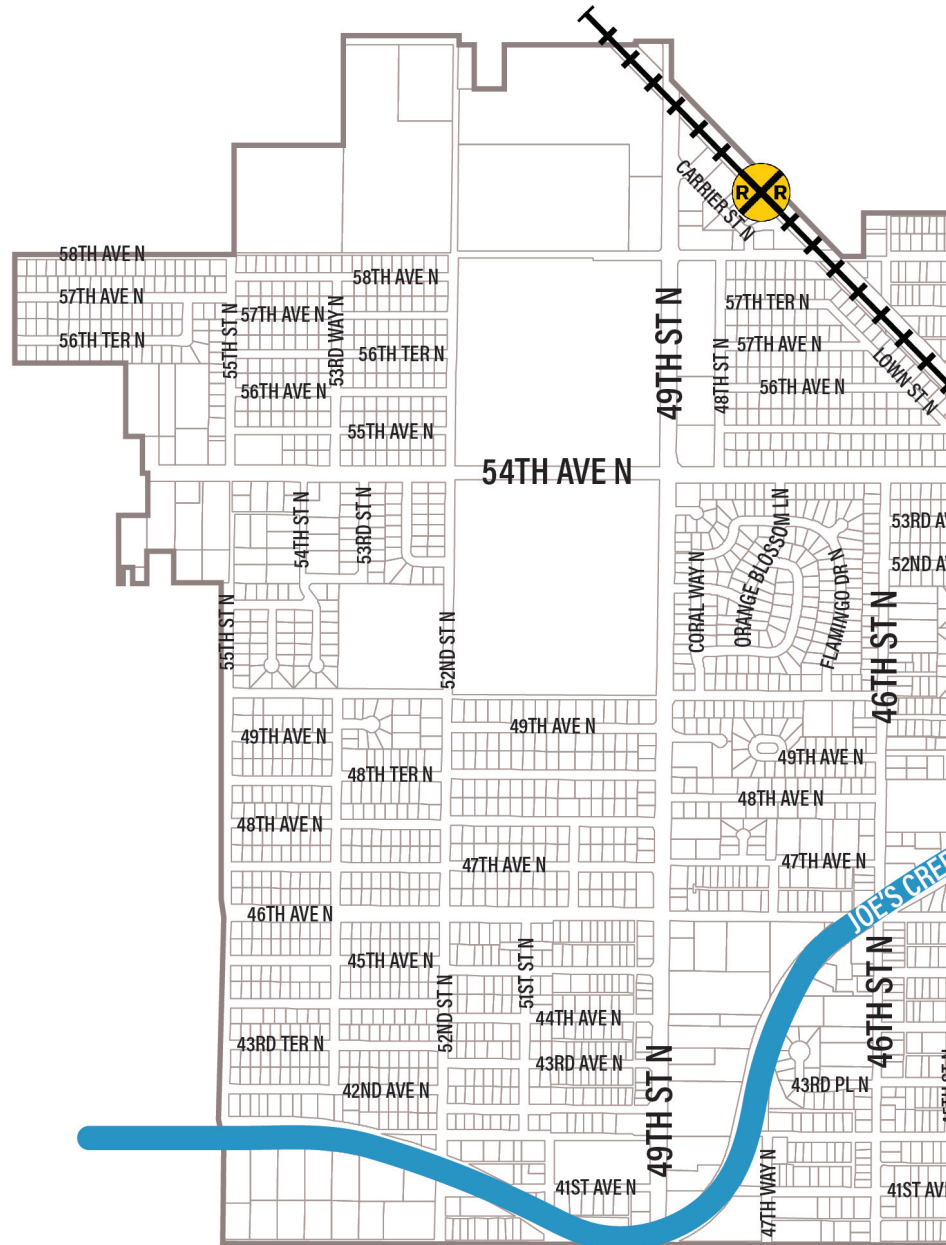 CARRIER ST N
R R
58TH AVE N
58TH AVE N
57TH AVE N
57TH AVE N
57TH TER N
56TH TER N
56TH TER N
57TH AVE N
55TH ST N
53RD WAY N
49TH ST N
48TH ST N
LOWN ST N
56TH AVE N
56TH AVE N
55TH AVE N
54TH AVE N
54TH ST N
53RD ST N
CORAL WAY N
ORANGE BLOSSOM LN
FLAMINGO DR N
53RD AV
52ND A
55TH ST N
52ND ST N
46TH ST N
49TH AVE N
49TH AVE N
49TH AVE N
48TH TER N
48TH AVE N
48TH AVE N
47TH AVE N
47TH AVE N
JOE'S CREE
46TH AVE N
45TH AVE N
51ST ST N
52ND ST N
46TH ST N
44TH AVE N
43RD TER N
43RD AVE N
43RD PL N
42ND AVE N
49TH ST N
45TH ST N
41ST AVE N
47TH WAY N
41ST AVE